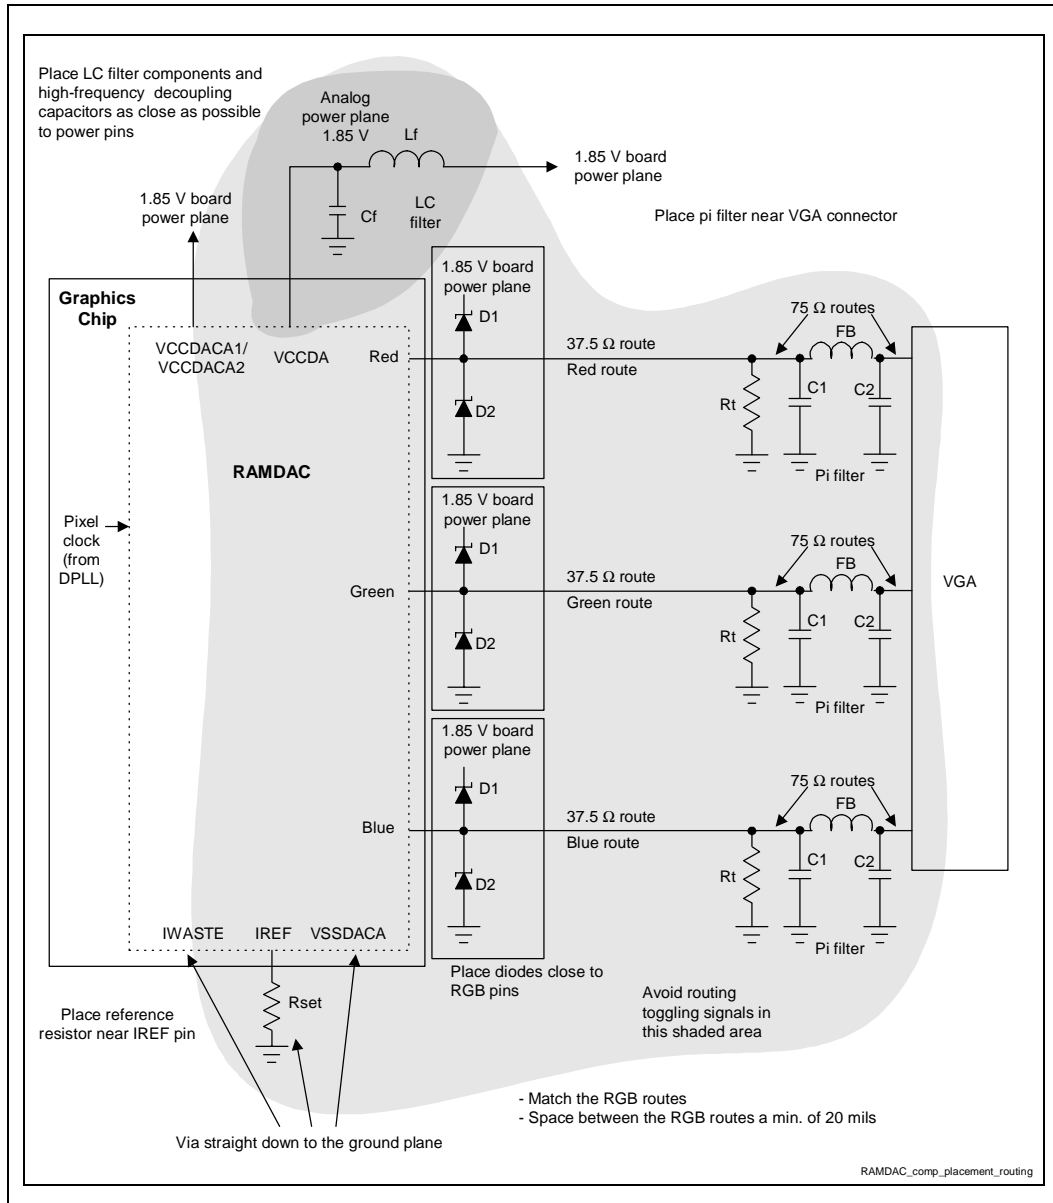 Place LC filter components and
high-frequency decoupling
capacitors as close as possible
to power pins
Analog
power plane
1.85 V
Lf
1.85 V board
power plane
Cf
LC
filter
1.85 V board
power plane
Place pi filter near VGA connector
Graphics
Chip
VCCDACA1/
VCCDACA2
VCCDA
Red
1.85 V board
power plane
D1
D2
37.5 Ω route
Red route
75 Ω routes
FB
Rt
C1
C2
Pi filter
RAMDAC
Pixel
clock
(from
DPLL)
Green
1.85 V board
power plane
D1
D2
37.5 Ω route
Green route
75 Ω routes
FB
Rt
C1
C2
Pi filter
VGA
Blue
1.85 V board
power plane
D1
D2
37.5 Ω route
Blue route
75 Ω routes
FB
Rt
C1
C2
Pi filter
IWASTE
IREF
VSSDACA
Place diodes close to
RGB pins
Rset
Place reference
resistor near IREF pin
Avoid routing
toggling signals in
this shaded area
- Match the RGB routes
- Space between the RGB routes a min. of 20 mils
Via straight down to the ground plane
RAMDAC_comp_placement_routing